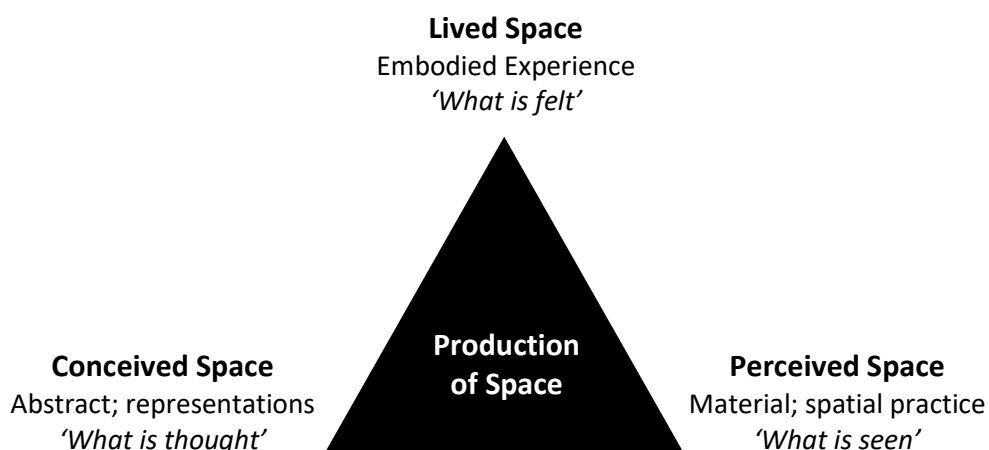 Lived Space
Embodied Experience
‘What is felt’
Production
of Space
Conceived Space
Abstract; representations
‘What is thought’
Perceived Space
Material; spatial practice
‘What is seen’